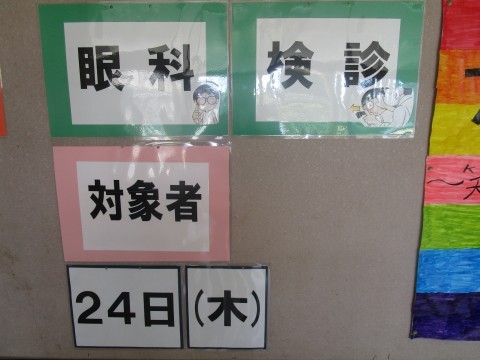 眼科 検診
対象者
24日(木)